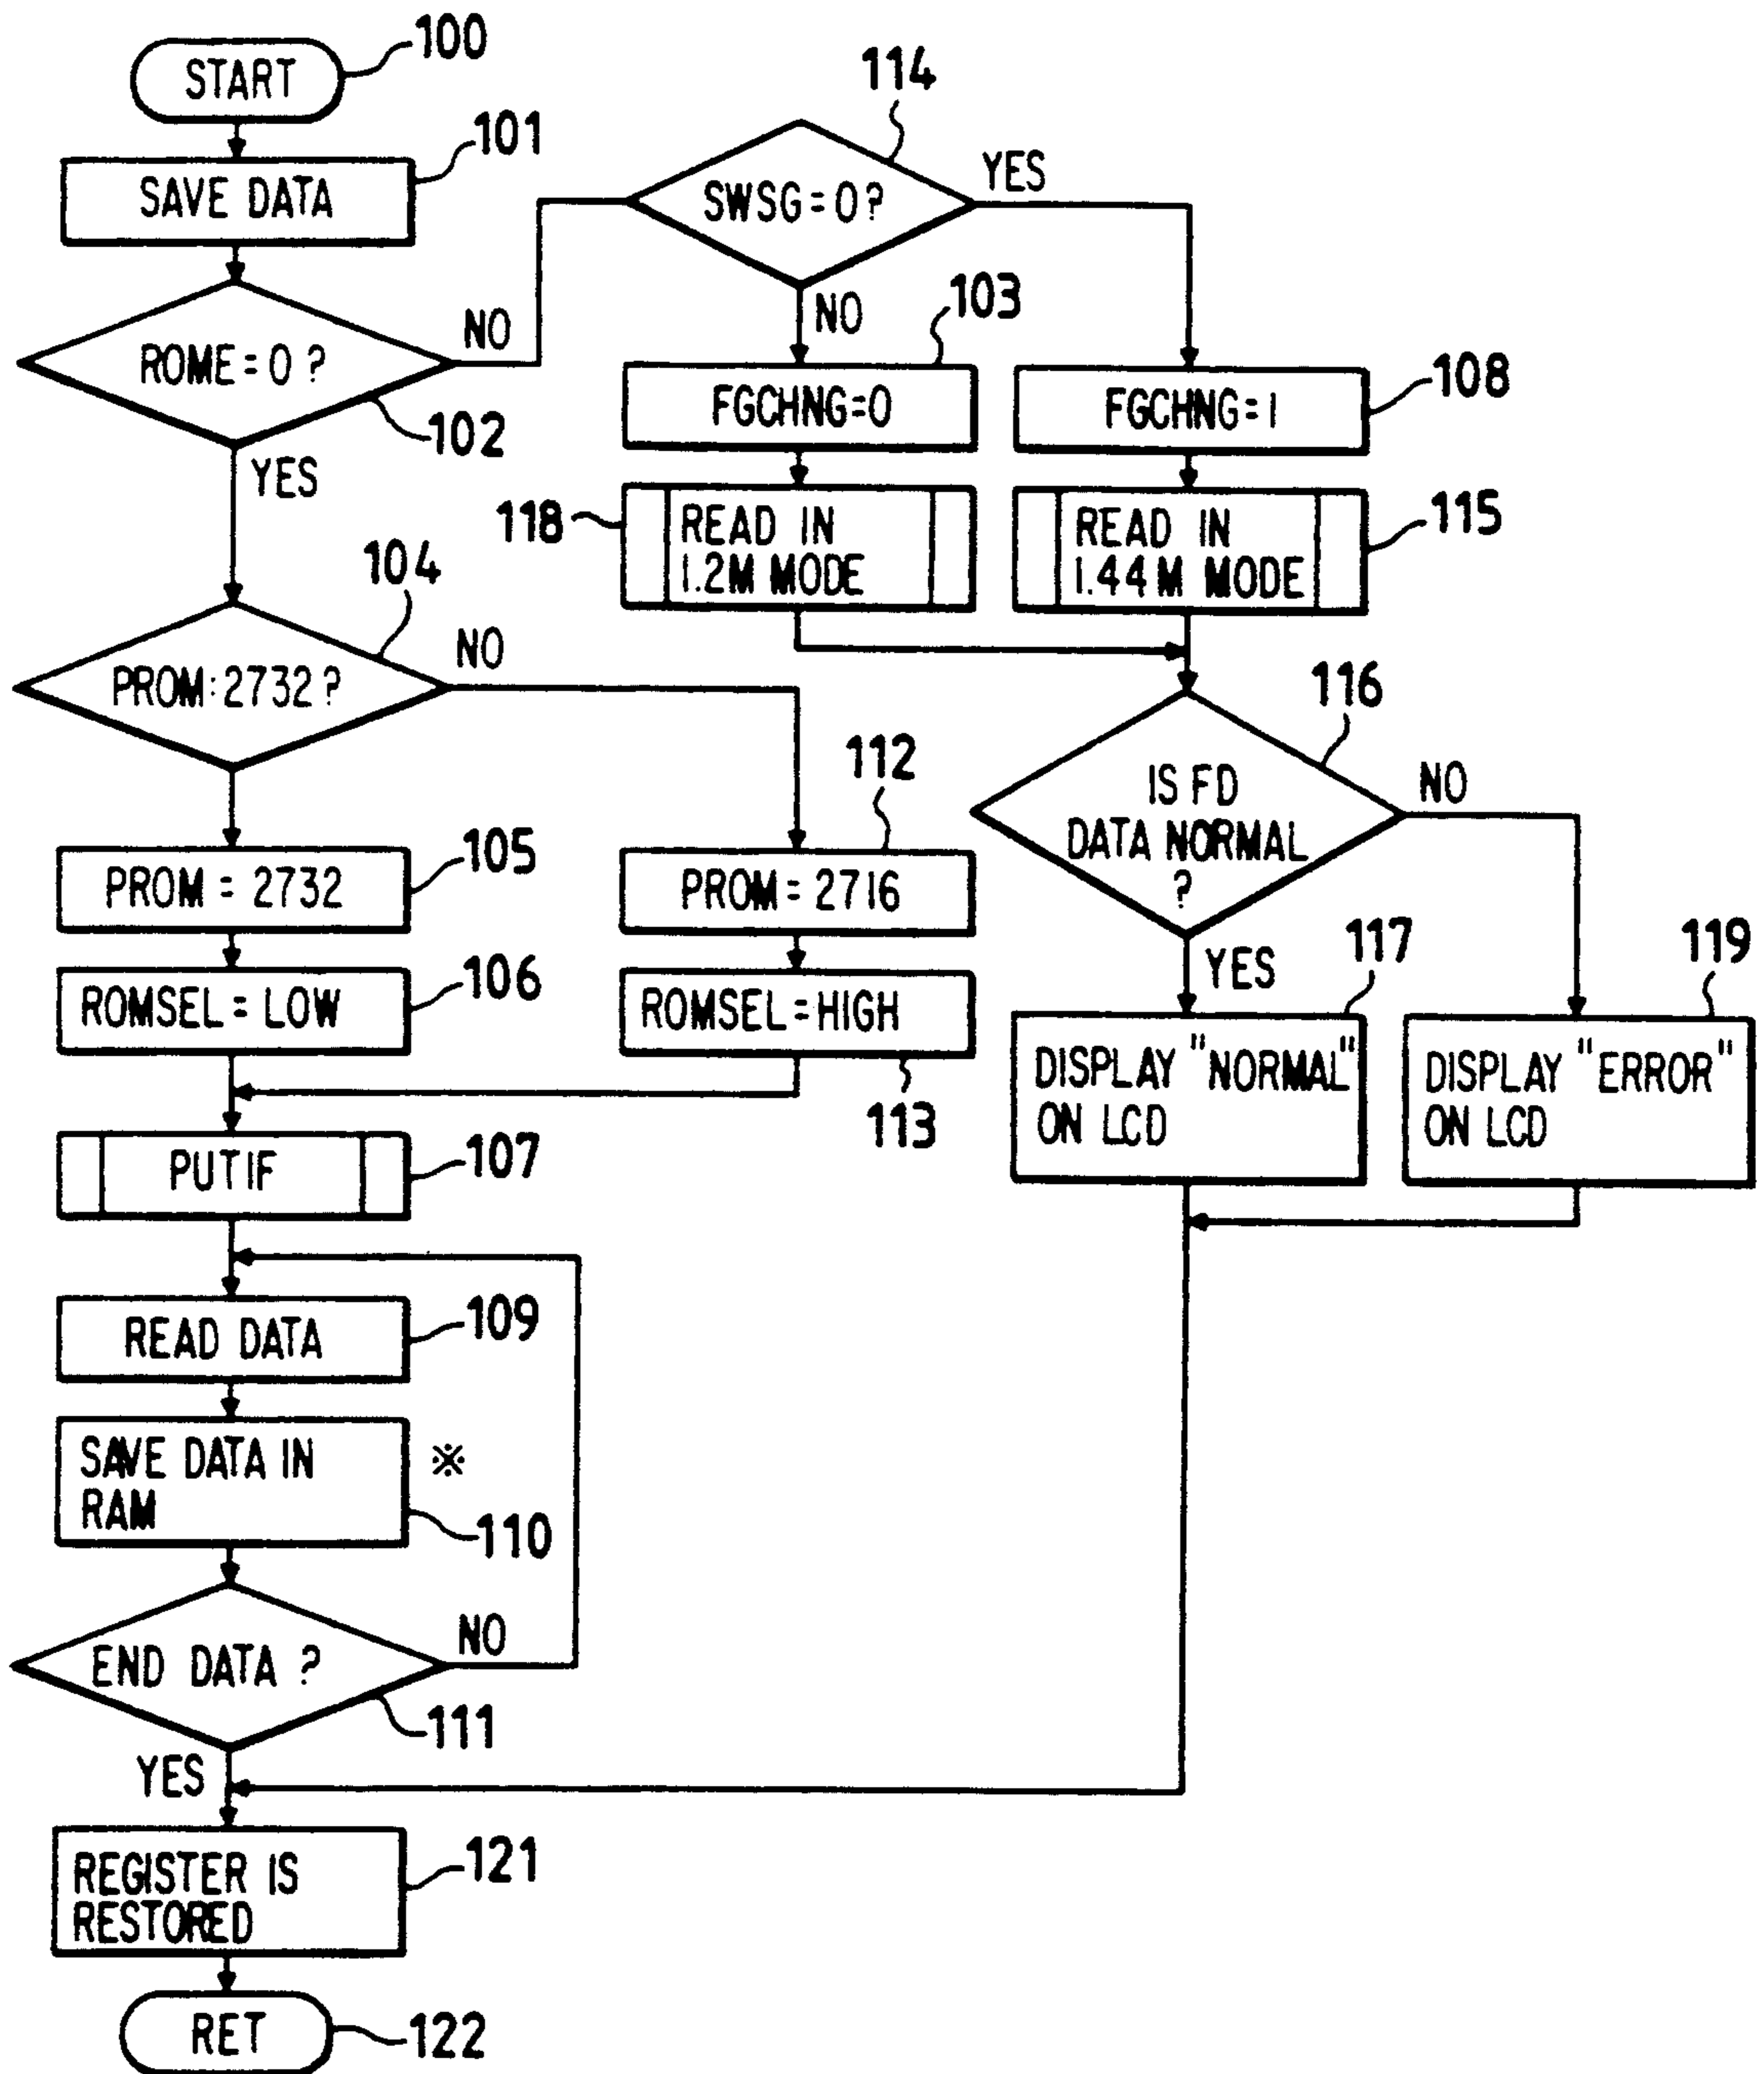 START
100
SAVE DATA
101
ROME = 0 ?
NO
102
YES
SWSG = 0 ?
114
YES
NO
103
FGCHNG=0
FGCHNG=1
108
118
READ IN
1.2M MODE
READ IN
1.44M MODE
115
104
PROM: 2732 ?
NO
116
IS FD
DATA NORMAL
?
NO
YES
PROM = 2732
105
112
PROM = 2716
ROMSEL = LOW
106
ROMSEL = HIGH
113
117
DISPLAY "NORMAL"
ON LCD
119
DISPLAY "ERROR"
ON LCD
PUTIF
107
READ DATA
109
SAVE DATA IN
RAM
※
110
END DATA ?
NO
111
YES
REGISTER IS
RESTORED
121
RET
122